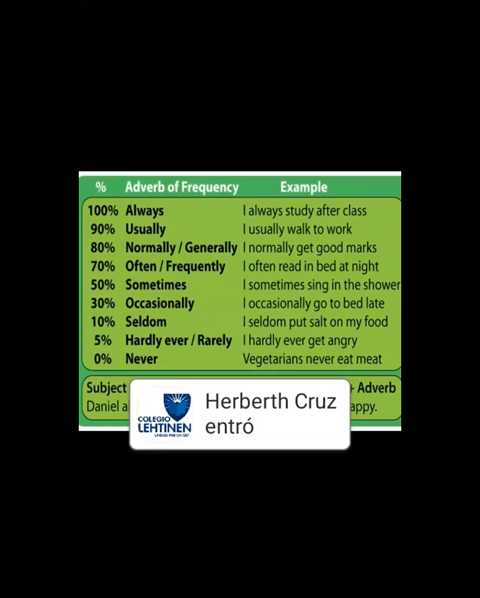 % Adverb of Frequency Example
100% Always I always study after class
90% Usually I usually walk to work
80% Normally / Generally I normally get good marks
70% Often / Frequently I often read in bed at night
50% Sometimes I sometimes sing in the shower
30% Occasionally I occasionally go to bed late
10% Seldom I seldom put salt on my food
5% Hardly ever / Rarely I hardly ever get angry
0% Never Vegetarians never eat meat
Subject + Adverb
Daniel a appy.
COLEGIO
LEHTINEN
Herberth Cruz
entró